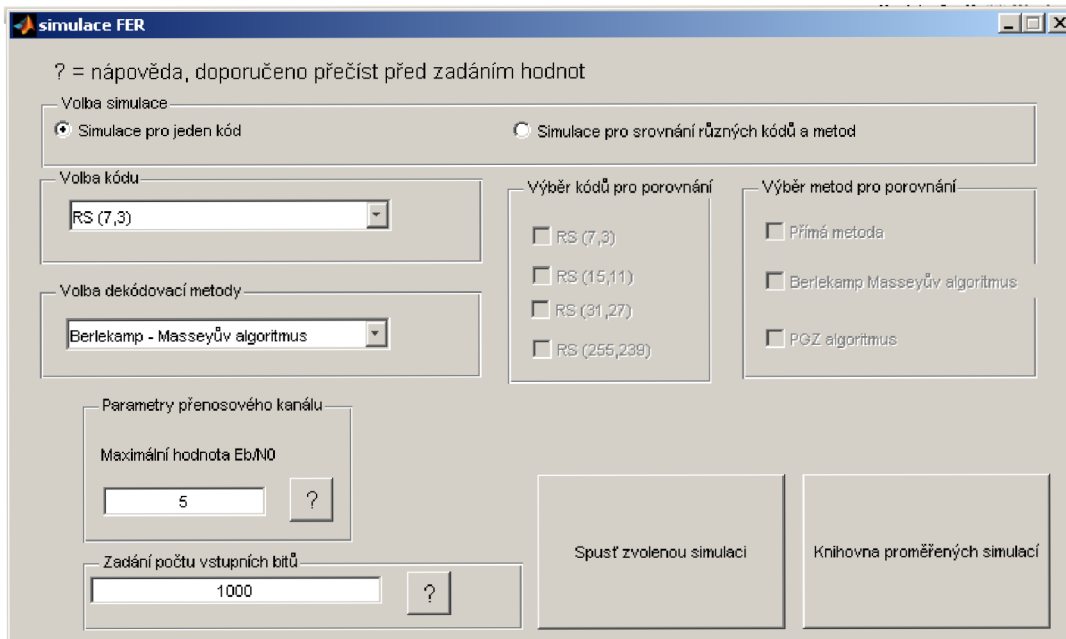 simulace FER
? = nápověda, doporučeno přečíst před zadáním hodnot
Volba simulace
Simulace pro jeden kód
Simulace pro srovnání různých kódů a metod
Volba kódu
RS (7,3)
Výběr kódů pro porovnání
RS (7,3)
RS (15,11)
RS (31,27)
RS (255,239)
Výběr metod pro porovnání
Přímá metoda
Berlekamp Masseyův algoritmus
PGZ algoritmus
Volba dekódovací metody
Berlekamp - Masseyův algoritmus
Parametry přenosového kanálu
Maximální hodnota Eb/N0
5
?
Zadání počtu vstupních bitů
1000
?
Spusť zvolenou simulaci
Knihovna proměřených simulací